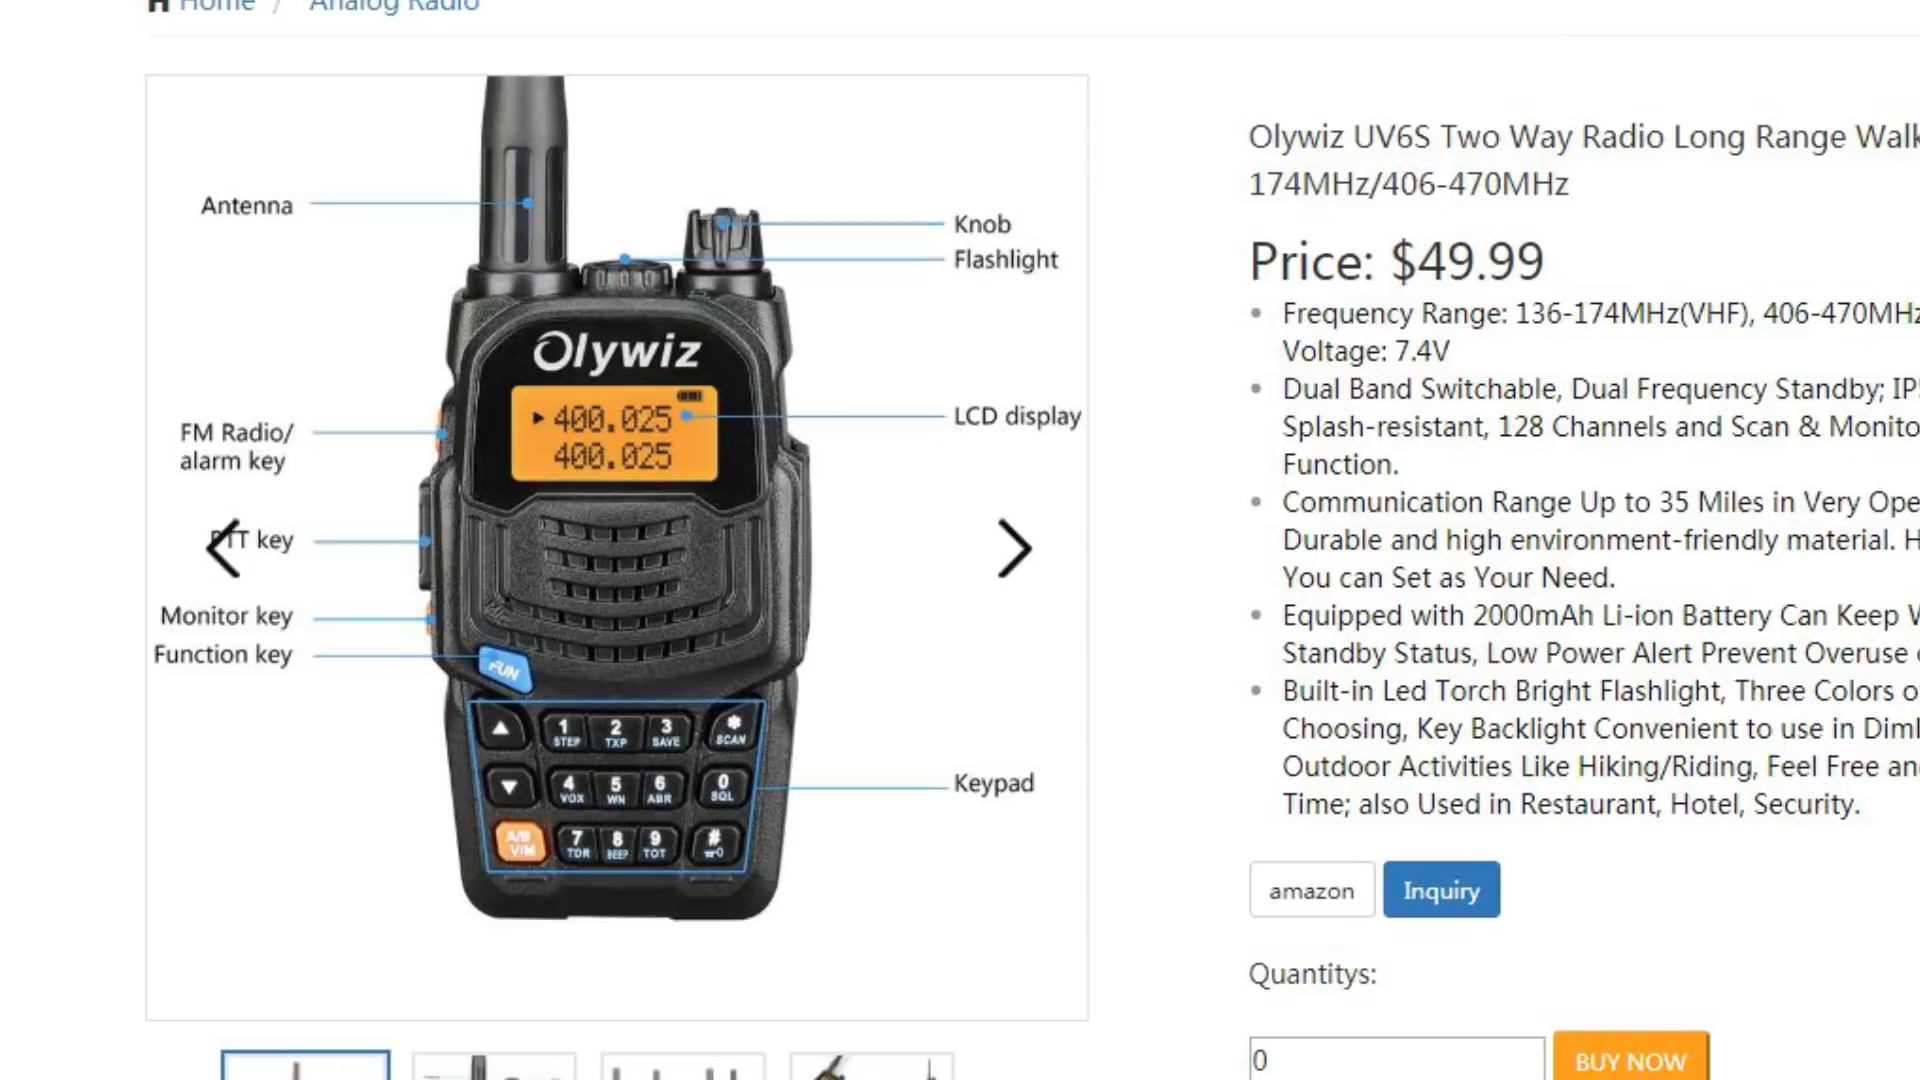 Home / Analog Radio
Olywiz UV6S Two Way Radio Long Range
174MHz/406-470MHz
Price: $49.99
Frequency Range: 136-174MHz(VHF), 406-470MHz
Voltage: 7.4V
Dual Band Switchable, Dual Frequency Standby;
Splash-resistant, 128 Channels and Scan &
Function.
Communication Range Up to 35 Miles in Very
Durable and high environment-friendly material.
You can Set as Your Need.
Equipped with 2000mAh Li-ion Battery Can Keep
Standby Status, Low Power Alert Prevent Overuse
Built-in Led Torch Bright Flashlight, Three Colors
Choosing, Key Backlight Convenient to use in
Outdoor Activities Like Hiking/Riding, Feel Free
Time; also Used in Restaurant, Hotel, Security.
amazon
Inquiry
Quantitys:
0
BUY NOW
Antenna
Knob
Flashlight
Olywiz
400.025
400.025
LCD display
FM Radio/
alarm key
PTT key
Monitor key
Function key
FUN
1 2 3 *
STEP TXP SAVE SCAN
4 5 6 0
VOX WN ABR SQL
A/B
V/M
7 8 9 #
TDR BEEP TOT
Keypad